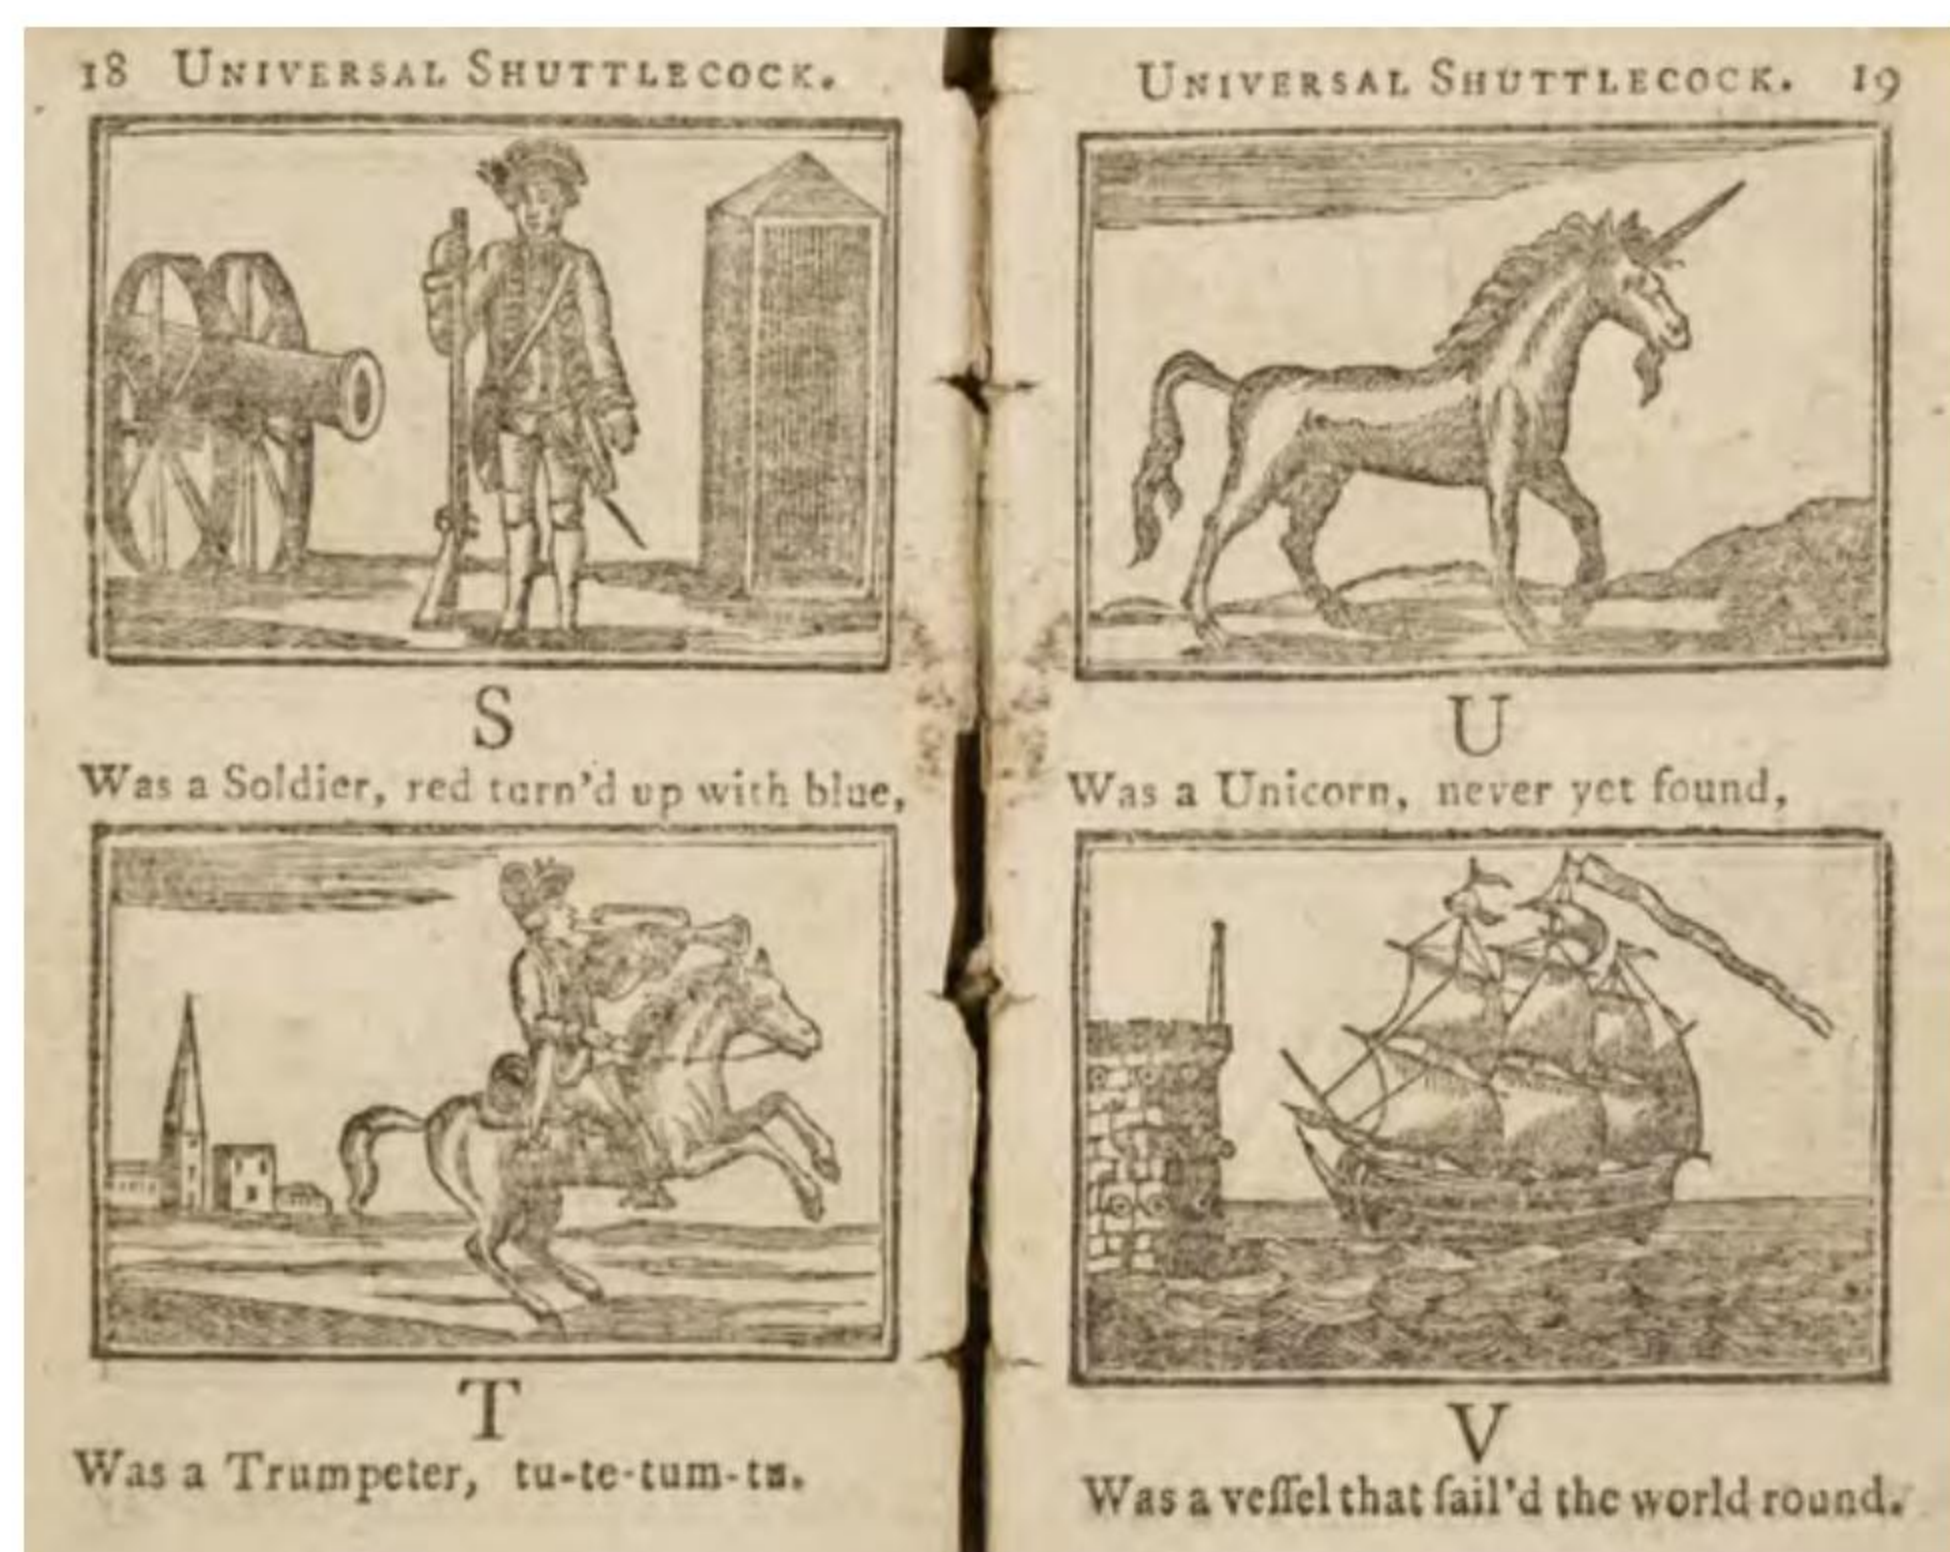 18 UNIVERSAL SHUTTLECOCK.
S
Was a Soldier, red turn'd up with blue,
T
Was a Trumpeter, tu-te-tum-tu.
UNIVERSAL SHUTTLECOCK. 19
U
Was a Unicorn, never yet found,
V
Was a veſſel that ſail'd the world round.